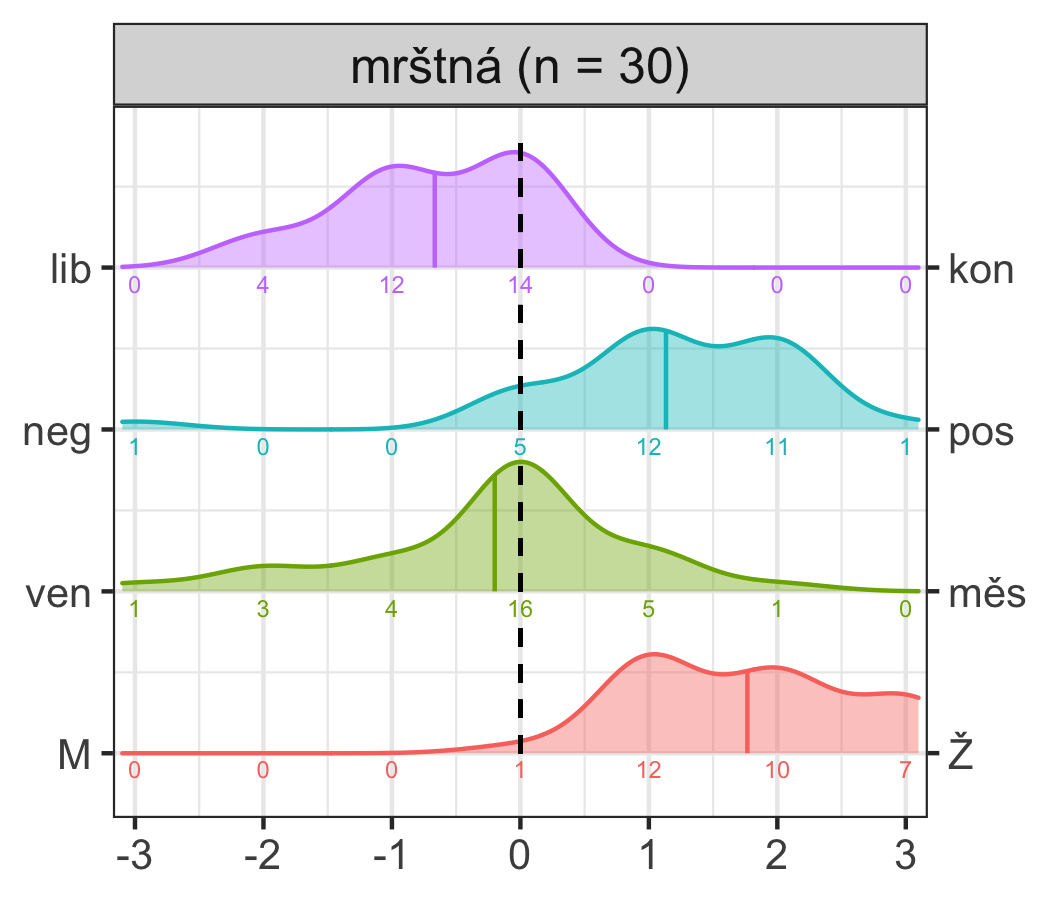 mrštná (n = 30)
lib kon
0 4 12 14 0 0 0
neg pos
1 0 0 5 12 11 1
ven měs
1 3 4 16 5 1 0
M Ž
0 0 0 1 12 10 7
-3 -2 -1 0 1 2 3